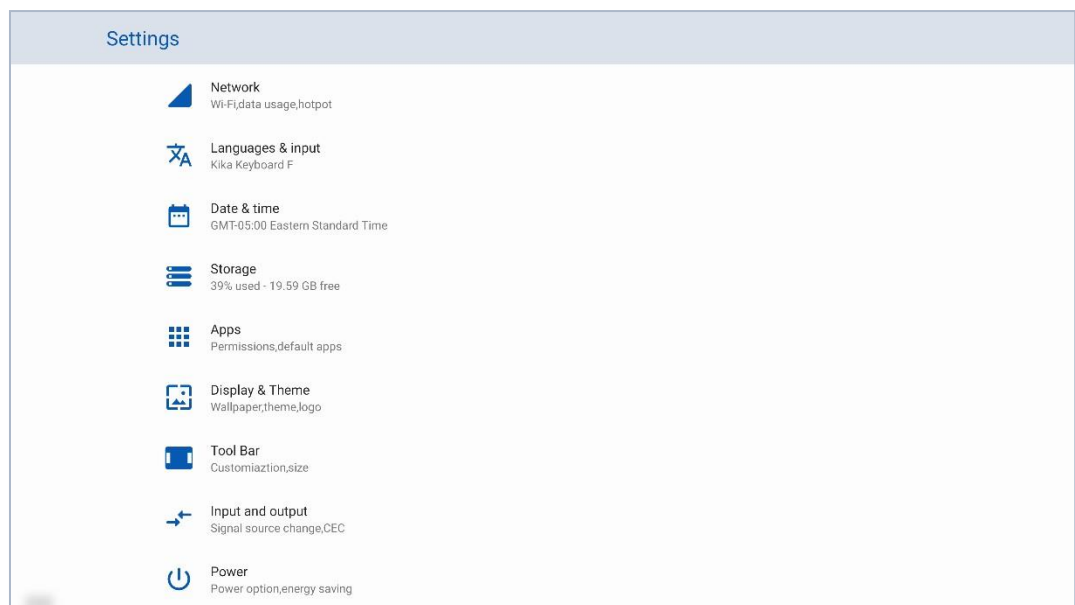 Settings
Network
Wi-Fi,data usage,hotpot
Languages & input
Kika Keyboard F
Date & time
GMT-05:00 Eastern Standard Time
Storage
39% used - 19.59 GB free
Apps
Permissions,default apps
Display & Theme
Wallpaper,theme,logo
Tool Bar
Customiaztion,size
Input and output
Signal source change,CEC
Power
Power option,energy saving